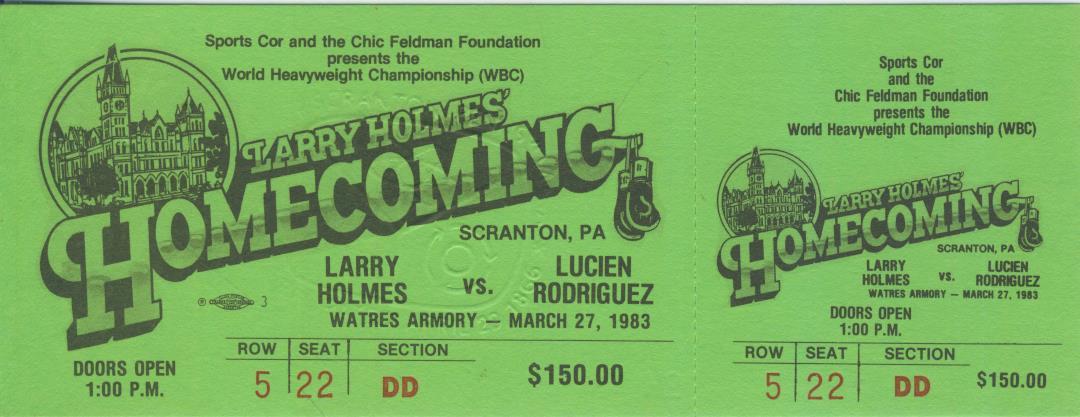 Sports Cor and the Chic Feldman Foundation
presents the
World Heavyweight Championship (WBC)
LARRY HOLMES'
HOMECOMING
SCRANTON, PA
LARRY HOLMES vs. LUCIEN RODRIGUEZ
WATRES ARMORY — MARCH 27, 1983
3
DOORS OPEN
1:00 P.M.
ROW SEAT SECTION
5 22 DD
$150.00
Sports Cor
and the
Chic Feldman Foundation
presents the
World Heavyweight Championship (WBC)
LARRY HOLMES'
HOMECOMING
SCRANTON, PA
LARRY HOLMES vs. LUCIEN RODRIGUEZ
WATRES ARMORY — MARCH 27, 1983
DOORS OPEN
1:00 P.M.
ROW SEAT SECTION
5 22 DD
$150.00